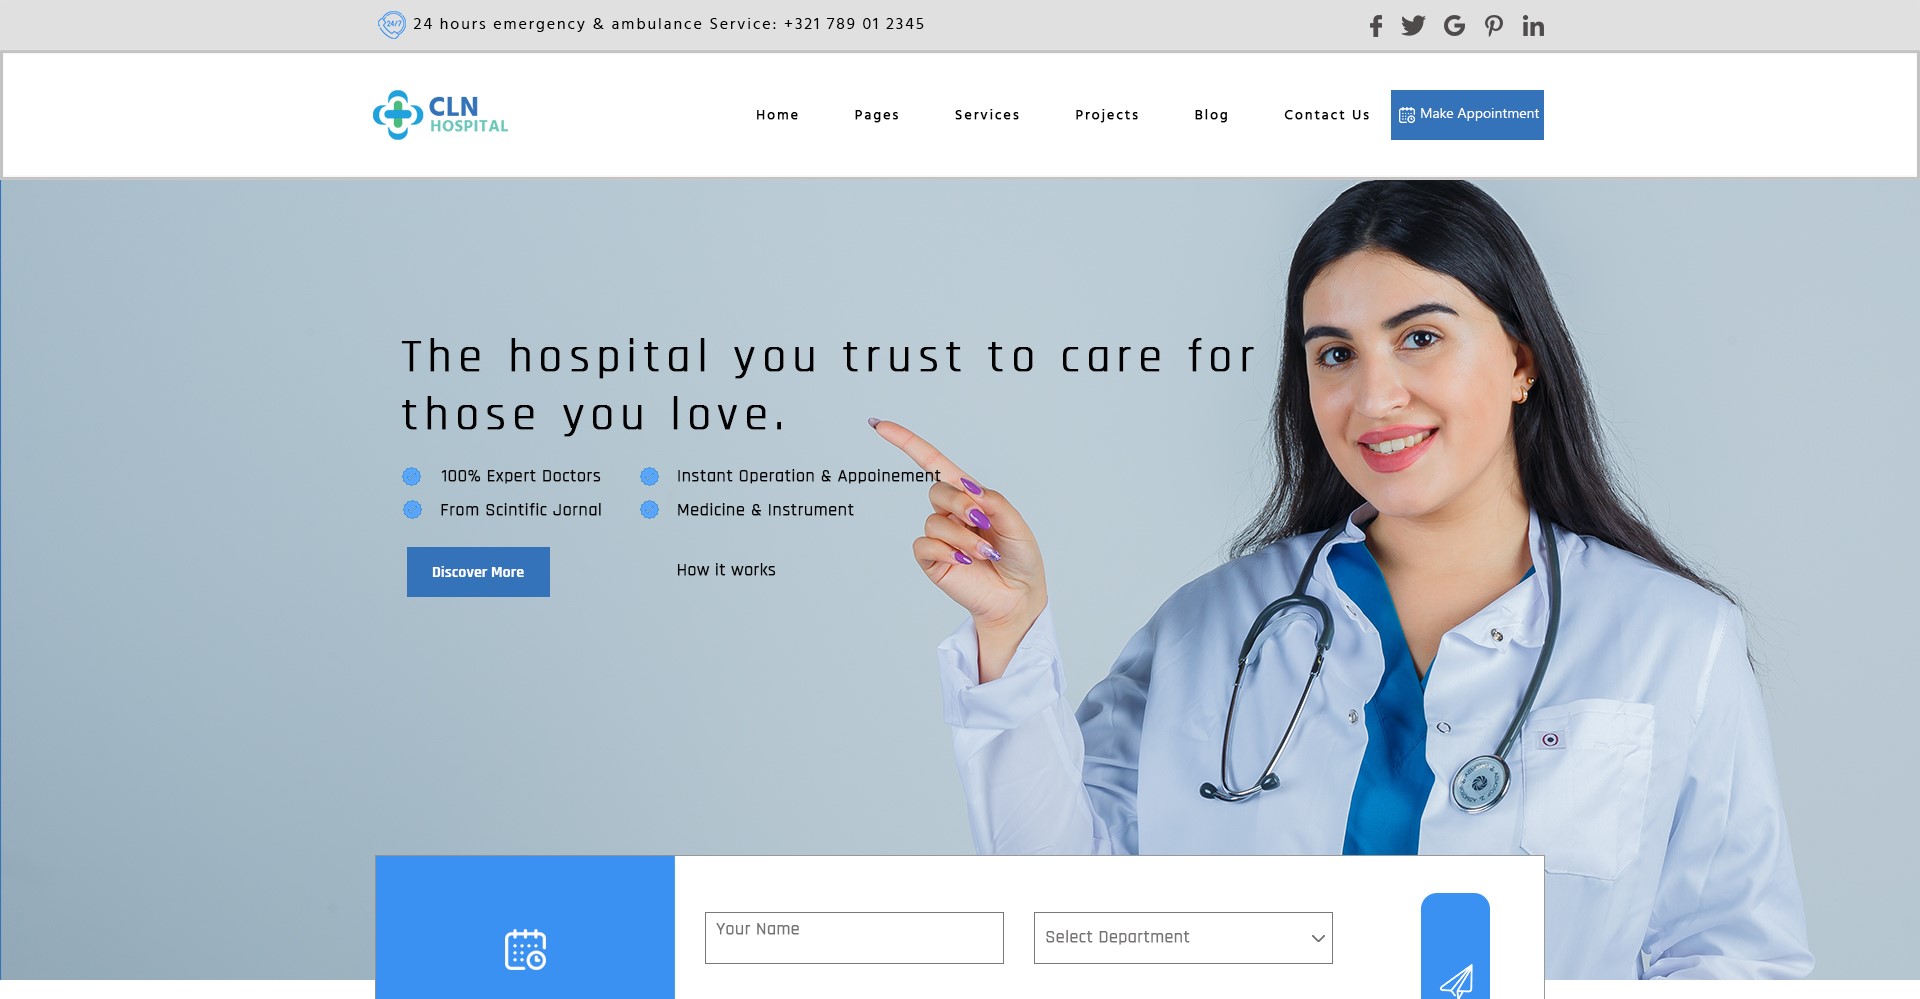 24/7
24 hours emergency & ambulance Service: +321 789 01 2345
CLN
HOSPITAL
Home
Pages
Services
Projects
Blog
Contact Us
Make Appointment
The hospital you trust to care for
those you love.
100% Expert Doctors
Instant Operation & Appoinement
From Scintific Jornal
Medicine & Instrument
Discover More
How it works
Your Name
Select Department